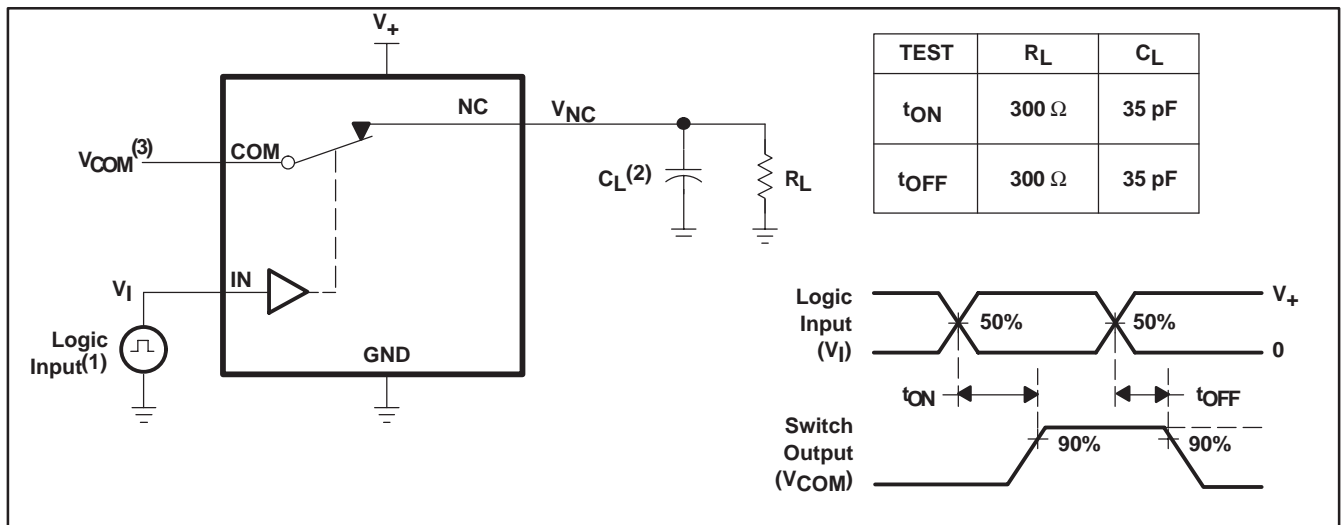 V+
NC
VNC
VCOM(3)
COM
CL(2)
RL
VI
IN
Logic
Input(1)
GND
TEST RL CL
tON 300 Ω 35 pF
tOFF 300 Ω 35 pF
Logic
Input
(VI)
50%
50%
V+
0
tON
tOFF
Switch
Output
(VCOM)
90%
90%